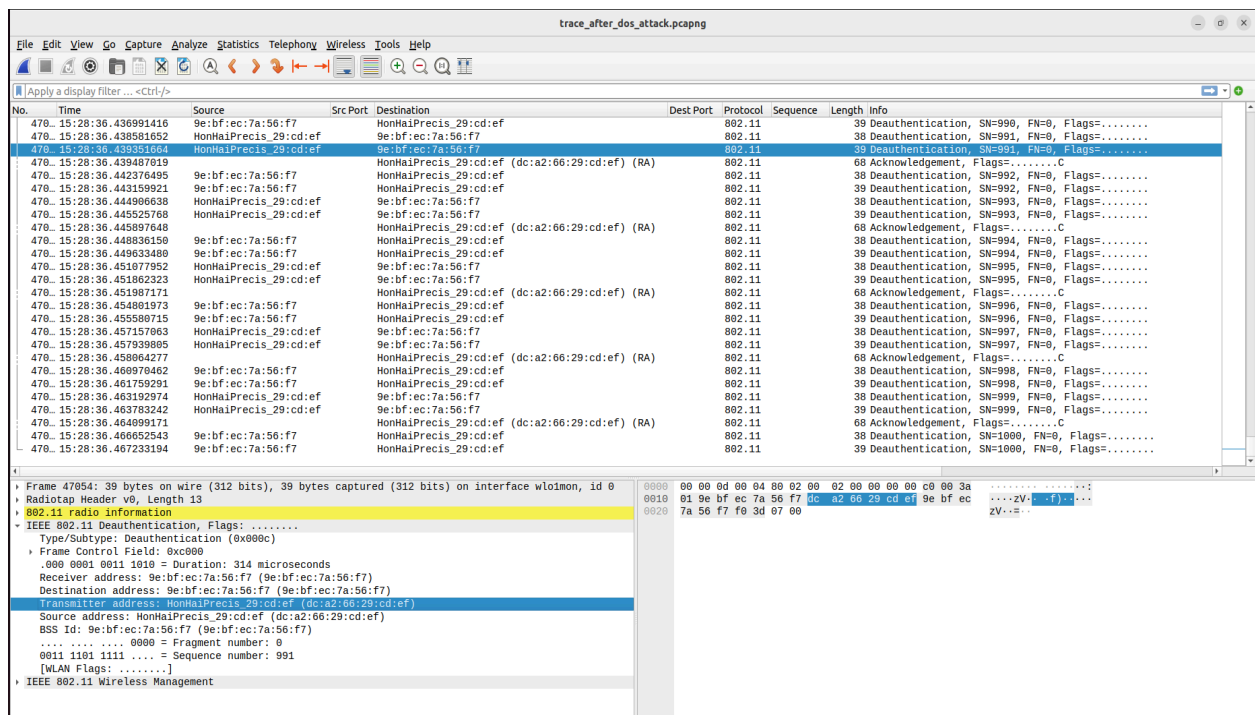 trace_after_dos_attack.pcapng
File Edit View Go Capture Analyze Statistics Telephony Wireless Tools Help
Apply a display filter ... <Ctrl-/>
No. Time Source Src Port Destination Dest Port Protocol Sequence Length Info
470… 15:28:36.436991416 9e:bf:ec:7a:56:f7 HonHaiPrecis_29:cd:ef 802.11 39 Deauthentication, SN=990, FN=0, Flags=........
470… 15:28:36.438581652 HonHaiPrecis_29:cd:ef 9e:bf:ec:7a:56:f7 802.11 38 Deauthentication, SN=991, FN=0, Flags=........
470… 15:28:36.439351664 HonHaiPrecis_29:cd:ef 9e:bf:ec:7a:56:f7 802.11 39 Deauthentication, SN=991, FN=0, Flags=........
470… 15:28:36.439487019 HonHaiPrecis_29:cd:ef (dc:a2:66:29:cd:ef) (RA) 802.11 68 Acknowledgement, Flags=........C
470… 15:28:36.442376495 9e:bf:ec:7a:56:f7 HonHaiPrecis_29:cd:ef 802.11 38 Deauthentication, SN=992, FN=0, Flags=........
470… 15:28:36.443159921 9e:bf:ec:7a:56:f7 HonHaiPrecis_29:cd:ef 802.11 39 Deauthentication, SN=992, FN=0, Flags=........
470… 15:28:36.444906638 HonHaiPrecis_29:cd:ef 9e:bf:ec:7a:56:f7 802.11 38 Deauthentication, SN=993, FN=0, Flags=........
470… 15:28:36.445525768 HonHaiPrecis_29:cd:ef 9e:bf:ec:7a:56:f7 802.11 39 Deauthentication, SN=993, FN=0, Flags=........
470… 15:28:36.445897648 HonHaiPrecis_29:cd:ef (dc:a2:66:29:cd:ef) (RA) 802.11 68 Acknowledgement, Flags=........C
470… 15:28:36.448836150 9e:bf:ec:7a:56:f7 HonHaiPrecis_29:cd:ef 802.11 38 Deauthentication, SN=994, FN=0, Flags=........
470… 15:28:36.449633480 9e:bf:ec:7a:56:f7 HonHaiPrecis_29:cd:ef 802.11 39 Deauthentication, SN=994, FN=0, Flags=........
470… 15:28:36.451077952 HonHaiPrecis_29:cd:ef 9e:bf:ec:7a:56:f7 802.11 38 Deauthentication, SN=995, FN=0, Flags=........
470… 15:28:36.451862323 HonHaiPrecis_29:cd:ef 9e:bf:ec:7a:56:f7 802.11 39 Deauthentication, SN=995, FN=0, Flags=........
470… 15:28:36.451987171 HonHaiPrecis_29:cd:ef (dc:a2:66:29:cd:ef) (RA) 802.11 68 Acknowledgement, Flags=........C
470… 15:28:36.454801973 9e:bf:ec:7a:56:f7 HonHaiPrecis_29:cd:ef 802.11 38 Deauthentication, SN=996, FN=0, Flags=........
470… 15:28:36.455580715 9e:bf:ec:7a:56:f7 HonHaiPrecis_29:cd:ef 802.11 39 Deauthentication, SN=996, FN=0, Flags=........
470… 15:28:36.457157063 HonHaiPrecis_29:cd:ef 9e:bf:ec:7a:56:f7 802.11 38 Deauthentication, SN=997, FN=0, Flags=........
470… 15:28:36.457939805 HonHaiPrecis_29:cd:ef 9e:bf:ec:7a:56:f7 802.11 39 Deauthentication, SN=997, FN=0, Flags=........
470… 15:28:36.458064277 HonHaiPrecis_29:cd:ef (dc:a2:66:29:cd:ef) (RA) 802.11 68 Acknowledgement, Flags=........C
470… 15:28:36.460970462 9e:bf:ec:7a:56:f7 HonHaiPrecis_29:cd:ef 802.11 38 Deauthentication, SN=998, FN=0, Flags=........
470… 15:28:36.461759291 9e:bf:ec:7a:56:f7 HonHaiPrecis_29:cd:ef 802.11 39 Deauthentication, SN=998, FN=0, Flags=........
470… 15:28:36.463192974 HonHaiPrecis_29:cd:ef 9e:bf:ec:7a:56:f7 802.11 38 Deauthentication, SN=999, FN=0, Flags=........
470… 15:28:36.463783242 HonHaiPrecis_29:cd:ef 9e:bf:ec:7a:56:f7 802.11 39 Deauthentication, SN=999, FN=0, Flags=........
470… 15:28:36.464099171 HonHaiPrecis_29:cd:ef (dc:a2:66:29:cd:ef) (RA) 802.11 68 Acknowledgement, Flags=........C
470… 15:28:36.466652543 9e:bf:ec:7a:56:f7 HonHaiPrecis_29:cd:ef 802.11 38 Deauthentication, SN=1000, FN=0, Flags=........
470… 15:28:36.467233194 9e:bf:ec:7a:56:f7 HonHaiPrecis_29:cd:ef 802.11 39 Deauthentication, SN=1000, FN=0, Flags=........
Frame 47054: 39 bytes on wire (312 bits), 39 bytes captured (312 bits) on interface wlo1mon, id 0
Radiotap Header v0, Length 13
802.11 radio information
IEEE 802.11 Deauthentication, Flags: ........
Type/Subtype: Deauthentication (0x000c)
Frame Control Field: 0xc000
.000 0001 0011 1010 = Duration: 314 microseconds
Receiver address: 9e:bf:ec:7a:56:f7 (9e:bf:ec:7a:56:f7)
Destination address: 9e:bf:ec:7a:56:f7 (9e:bf:ec:7a:56:f7)
Transmitter address: HonHaiPrecis_29:cd:ef (dc:a2:66:29:cd:ef)
Source address: HonHaiPrecis_29:cd:ef (dc:a2:66:29:cd:ef)
BSS Id: 9e:bf:ec:7a:56:f7 (9e:bf:ec:7a:56:f7)
.... .... .... 0000 = Fragment number: 0
0011 1101 1111 .... = Sequence number: 991
[WLAN Flags: ........]
IEEE 802.11 Wireless Management
0000 00 00 0d 00 04 80 02 00 02 00 00 00 00 c0 00 3a ········ ·······:
0010 01 9e bf ec 7a 56 f7 dc a2 66 29 cd ef 9e bf ec ····zV·· ·f)·····
0020 7a 56 f7 f0 3d 07 00 zV··=··